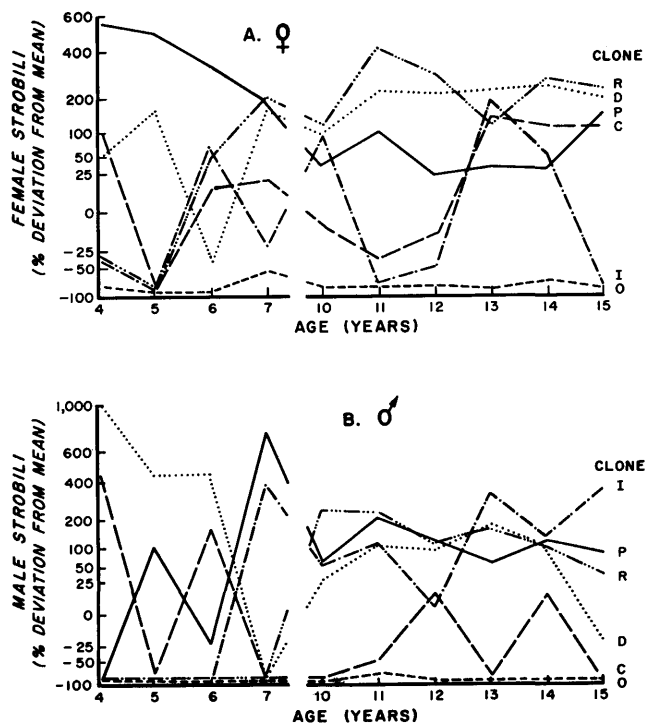 A. ♀
FEMALE STROBILI
(% DEVIATION FROM MEAN)
600
400
200
100
50
25
0
-25
-50
-100
4 5 6 7 10 11 12 13 14 15
AGE (YEARS)
CLONE
R
D
P
C
I
O
B. ♂
MALE STROBILI
(% DEVIATION FROM MEAN)
1,000
600
400
200
100
50
25
0
-25
-50
-100
4 5 6 7 10 11 12 13 14 15
AGE (YEARS)
CLONE
I
P
R
D
C
O